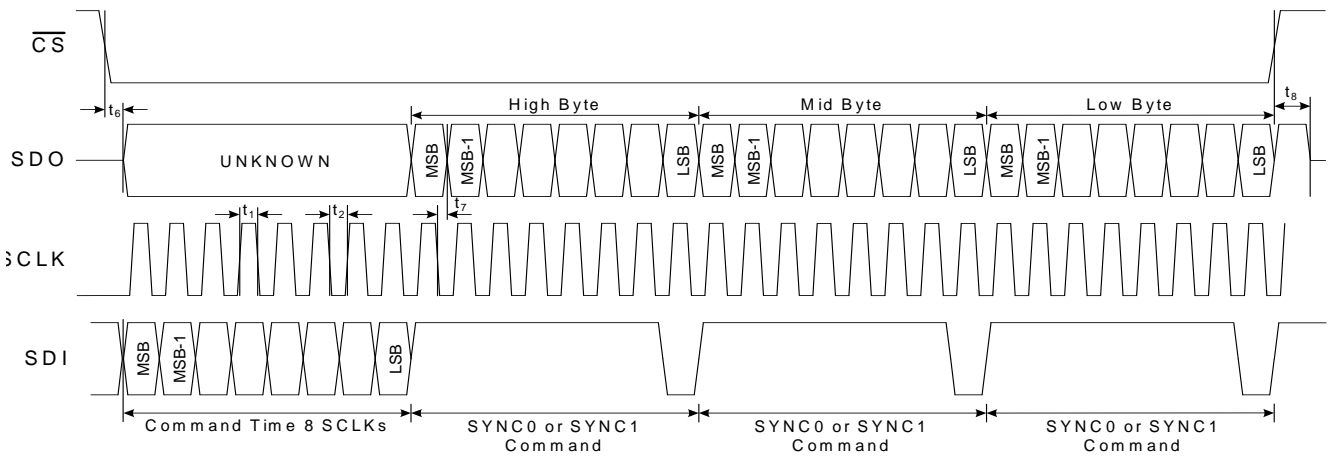 CS
t6
High Byte
Mid Byte
Low Byte
t8
SDO
UNKNOWN
MSB
MSB-1
LSB
MSB
MSB-1
LSB
MSB
MSB-1
LSB
t1
t2
t7
SCLK
SDI
MSB
MSB-1
LSB
Command Time 8 SCLKs
SYNC0 or SYNC1
Command
SYNC0 or SYNC1
Command
SYNC0 or SYNC1
Command